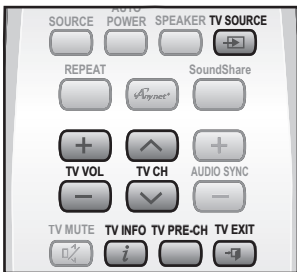 AUTO
SOURCE POWER SPEAKER TV SOURCE
REPEAT SoundShare
Anynet+
TV VOL TV CH AUDIO SYNC
TV MUTE TV INFO TV PRE-CH TV EXIT
i